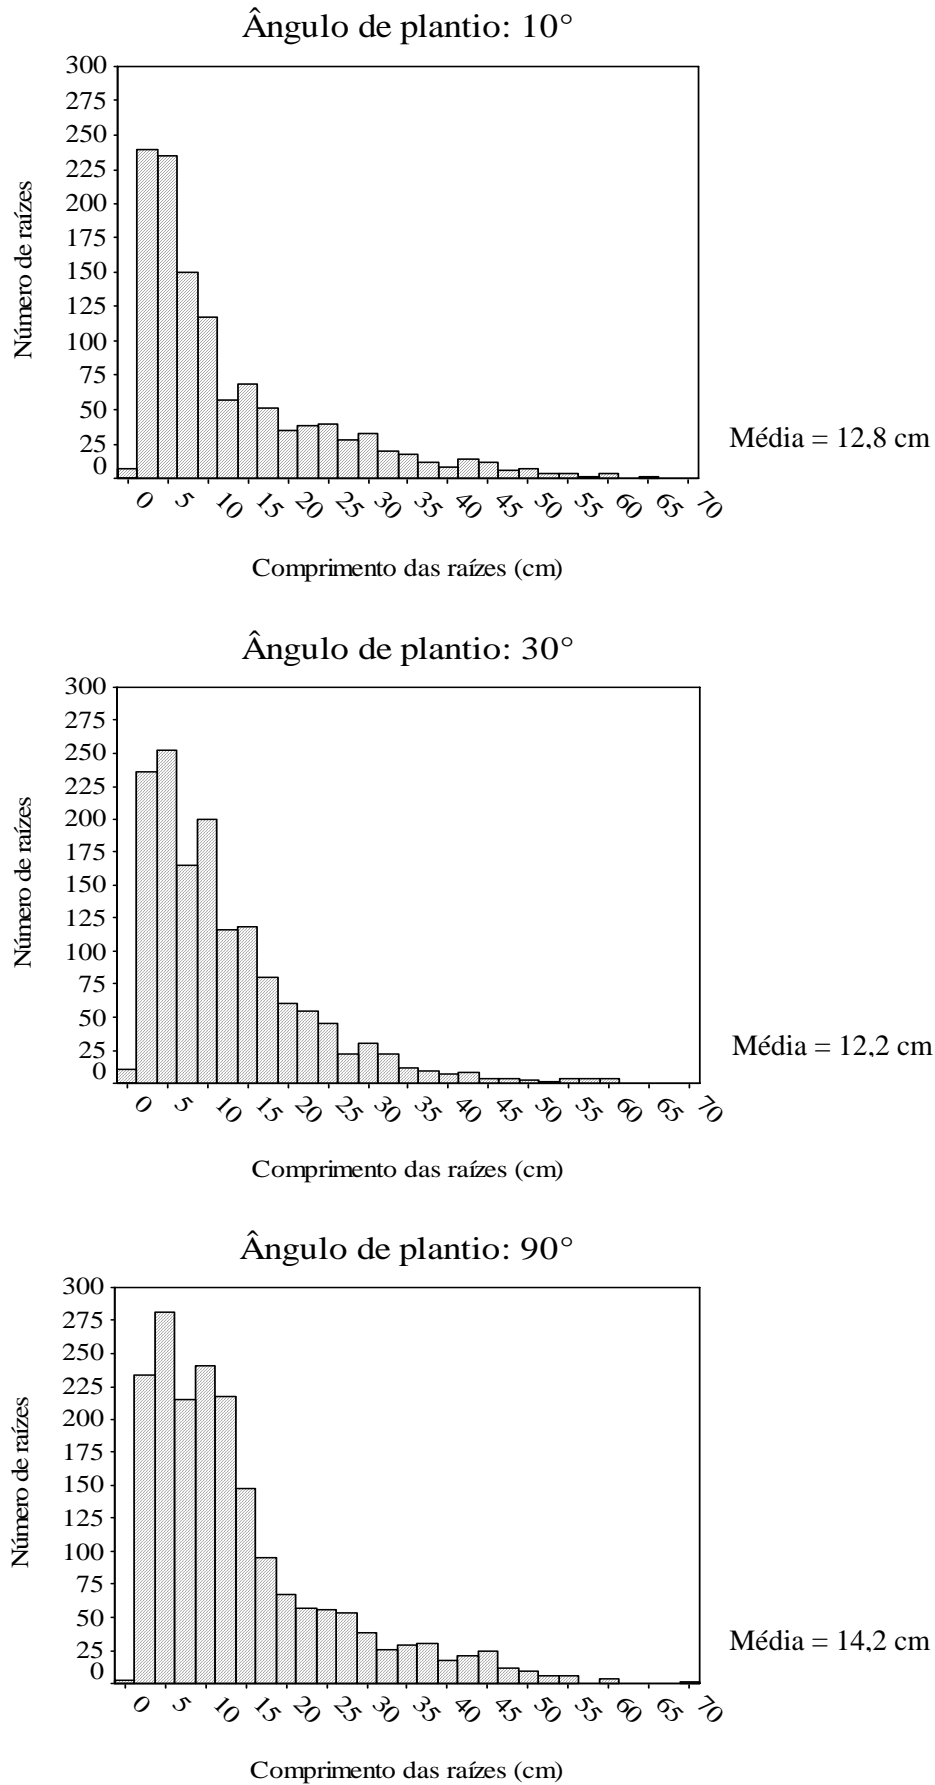 Ângulo de plantio: 10°
300
275
250
225
200
175
150
125
100
75
50
25
0
Número de raízes
0 5 10 15 20 25 30 35 40 45 50 55 60 65 70
Comprimento das raízes (cm)
Média = 12,8 cm
Ângulo de plantio: 30°
300
275
250
225
200
175
150
125
100
75
50
25
0
Número de raízes
0 5 10 15 20 25 30 35 40 45 50 55 60 65 70
Comprimento das raízes (cm)
Média = 12,2 cm
Ângulo de plantio: 90°
300
275
250
225
200
175
150
125
100
75
50
25
0
Número de raízes
0 5 10 15 20 25 30 35 40 45 50 55 60 65 70
Comprimento das raízes (cm)
Média = 14,2 cm